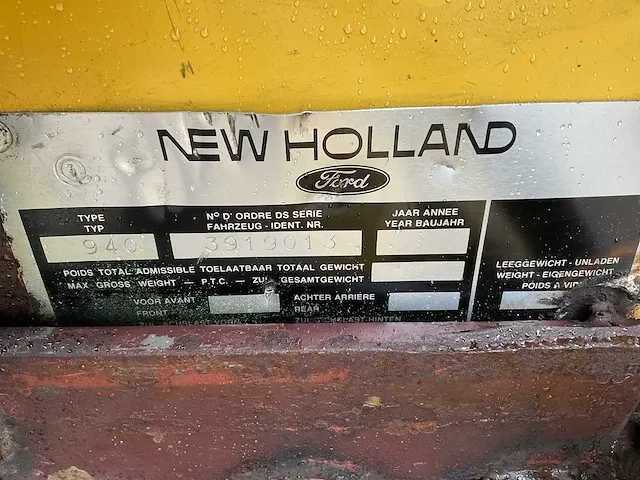 NEW HOLLAND
Ford
TYPE
TYP
Nº D' ORDRE DS SERIE
FAHRZEUG - IDENT. NR.
JAAR ANNEE
YEAR BAUJAHR
940
3919013
POIDS TOTAL ADMISSIBLE TOELAATBAAR TOTAAL GEWICHT
MAX GROSS WEIGHT — P.T.C. — ZUL. GESAMTGEWICHT
LEEGGEWICHT - UNLADEN
WEIGHT - EIGENGEWICHT
POIDS A
VOOR AVANT
FRONT
ACHTER ARRIERE
REAR